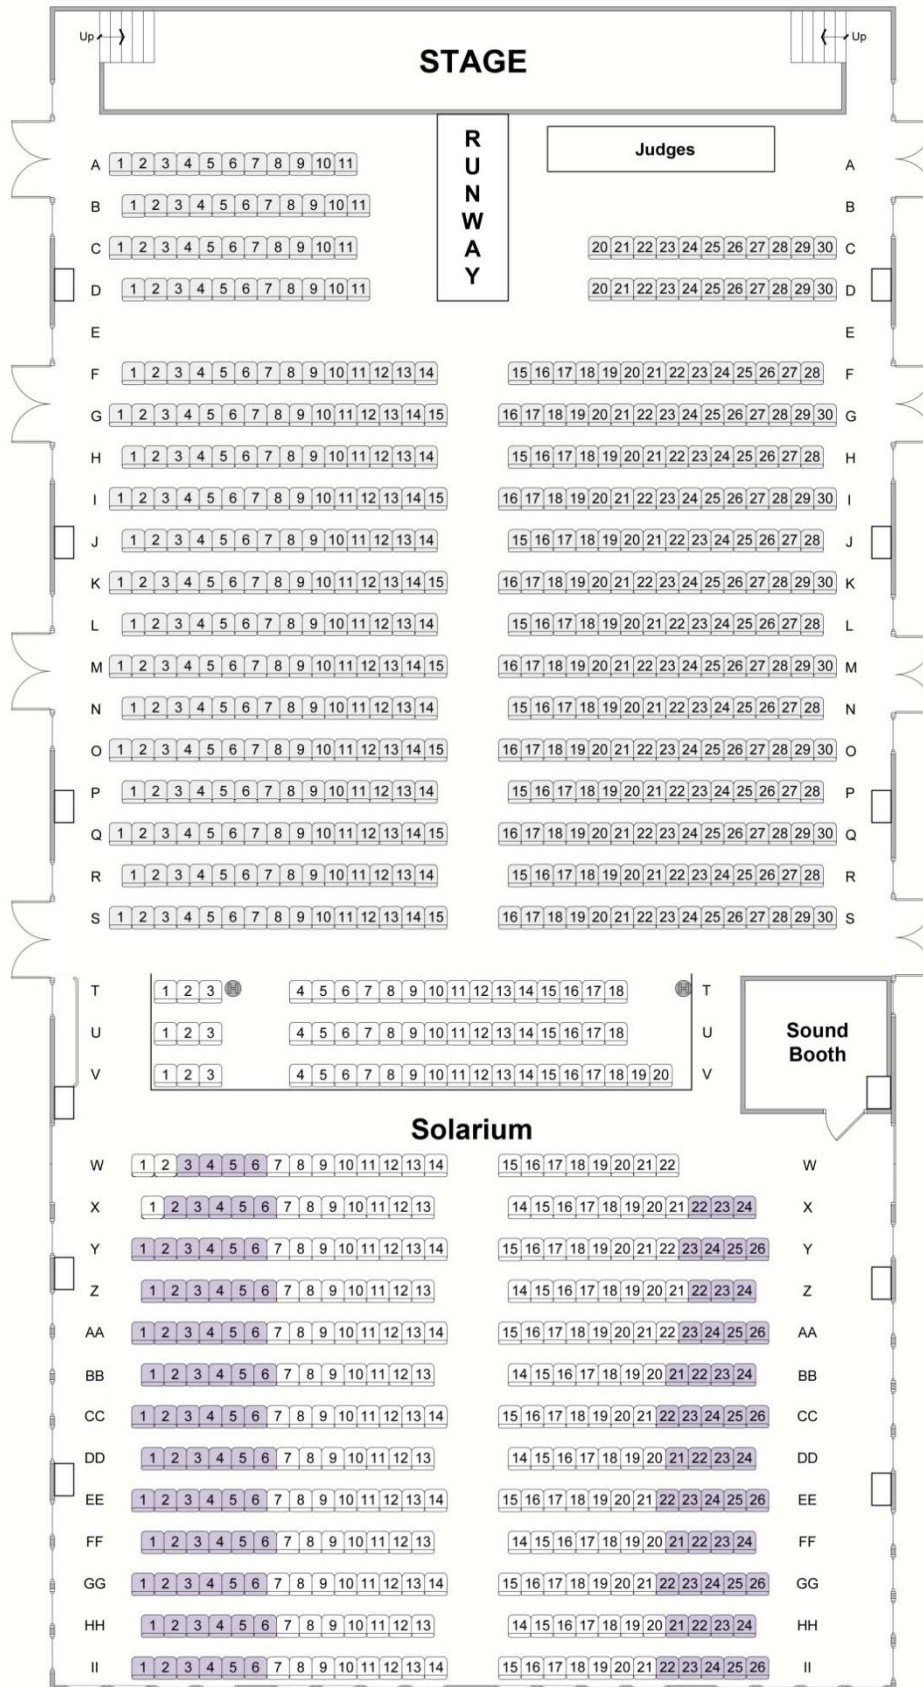 Up Up
STAGE
RUNWAY
Judges
A 1 2 3 4 5 6 7 8 9 10 11 A
B 1 2 3 4 5 6 7 8 9 10 11 B
C 1 2 3 4 5 6 7 8 9 10 11 20 21 22 23 24 25 26 27 28 29 30 C
D 1 2 3 4 5 6 7 8 9 10 11 20 21 22 23 24 25 26 27 28 29 30 D
E E
F 1 2 3 4 5 6 7 8 9 10 11 12 13 14 15 16 17 18 19 20 21 22 23 24 25 26 27 28 F
G 1 2 3 4 5 6 7 8 9 10 11 12 13 14 15 16 17 18 19 20 21 22 23 24 25 26 27 28 29 30 G
H 1 2 3 4 5 6 7 8 9 10 11 12 13 14 15 16 17 18 19 20 21 22 23 24 25 26 27 28 H
I 1 2 3 4 5 6 7 8 9 10 11 12 13 14 15 16 17 18 19 20 21 22 23 24 25 26 27 28 29 30 I
J 1 2 3 4 5 6 7 8 9 10 11 12 13 14 15 16 17 18 19 20 21 22 23 24 25 26 27 28 J
K 1 2 3 4 5 6 7 8 9 10 11 12 13 14 15 16 17 18 19 20 21 22 23 24 25 26 27 28 29 30 K
L 1 2 3 4 5 6 7 8 9 10 11 12 13 14 15 16 17 18 19 20 21 22 23 24 25 26 27 28 L
M 1 2 3 4 5 6 7 8 9 10 11 12 13 14 15 16 17 18 19 20 21 22 23 24 25 26 27 28 29 30 M
N 1 2 3 4 5 6 7 8 9 10 11 12 13 14 15 16 17 18 19 20 21 22 23 24 25 26 27 28 N
O 1 2 3 4 5 6 7 8 9 10 11 12 13 14 15 16 17 18 19 20 21 22 23 24 25 26 27 28 29 30 O
P 1 2 3 4 5 6 7 8 9 10 11 12 13 14 15 16 17 18 19 20 21 22 23 24 25 26 27 28 P
Q 1 2 3 4 5 6 7 8 9 10 11 12 13 14 15 16 17 18 19 20 21 22 23 24 25 26 27 28 29 30 Q
R 1 2 3 4 5 6 7 8 9 10 11 12 13 14 15 16 17 18 19 20 21 22 23 24 25 26 27 28 R
S 1 2 3 4 5 6 7 8 9 10 11 12 13 14 15 16 17 18 19 20 21 22 23 24 25 26 27 28 29 30 S
T 1 2 3 H 4 5 6 7 8 9 10 11 12 13 14 15 16 17 18 H T
U 1 2 3 4 5 6 7 8 9 10 11 12 13 14 15 16 17 18 U
V 1 2 3 4 5 6 7 8 9 10 11 12 13 14 15 16 17 18 19 20 V
Sound
Booth
Solarium
W 1 2 3 4 5 6 7 8 9 10 11 12 13 14 15 16 17 18 19 20 21 22 W
X 1 2 3 4 5 6 7 8 9 10 11 12 13 14 15 16 17 18 19 20 21 22 23 24 X
Y 1 2 3 4 5 6 7 8 9 10 11 12 13 14 15 16 17 18 19 20 21 22 23 24 25 26 Y
Z 1 2 3 4 5 6 7 8 9 10 11 12 13 14 15 16 17 18 19 20 21 22 23 24 Z
AA 1 2 3 4 5 6 7 8 9 10 11 12 13 14 15 16 17 18 19 20 21 22 23 24 25 26 AA
BB 1 2 3 4 5 6 7 8 9 10 11 12 13 14 15 16 17 18 19 20 21 22 23 24 BB
CC 1 2 3 4 5 6 7 8 9 10 11 12 13 14 15 16 17 18 19 20 21 22 23 24 25 26 CC
DD 1 2 3 4 5 6 7 8 9 10 11 12 13 14 15 16 17 18 19 20 21 22 23 24 DD
EE 1 2 3 4 5 6 7 8 9 10 11 12 13 14 15 16 17 18 19 20 21 22 23 24 25 26 EE
FF 1 2 3 4 5 6 7 8 9 10 11 12 13 14 15 16 17 18 19 20 21 22 23 24 FF
GG 1 2 3 4 5 6 7 8 9 10 11 12 13 14 15 16 17 18 19 20 21 22 23 24 25 26 GG
HH 1 2 3 4 5 6 7 8 9 10 11 12 13 14 15 16 17 18 19 20 21 22 23 24 HH
II 1 2 3 4 5 6 7 8 9 10 11 12 13 14 15 16 17 18 19 20 21 22 23 24 25 26 II